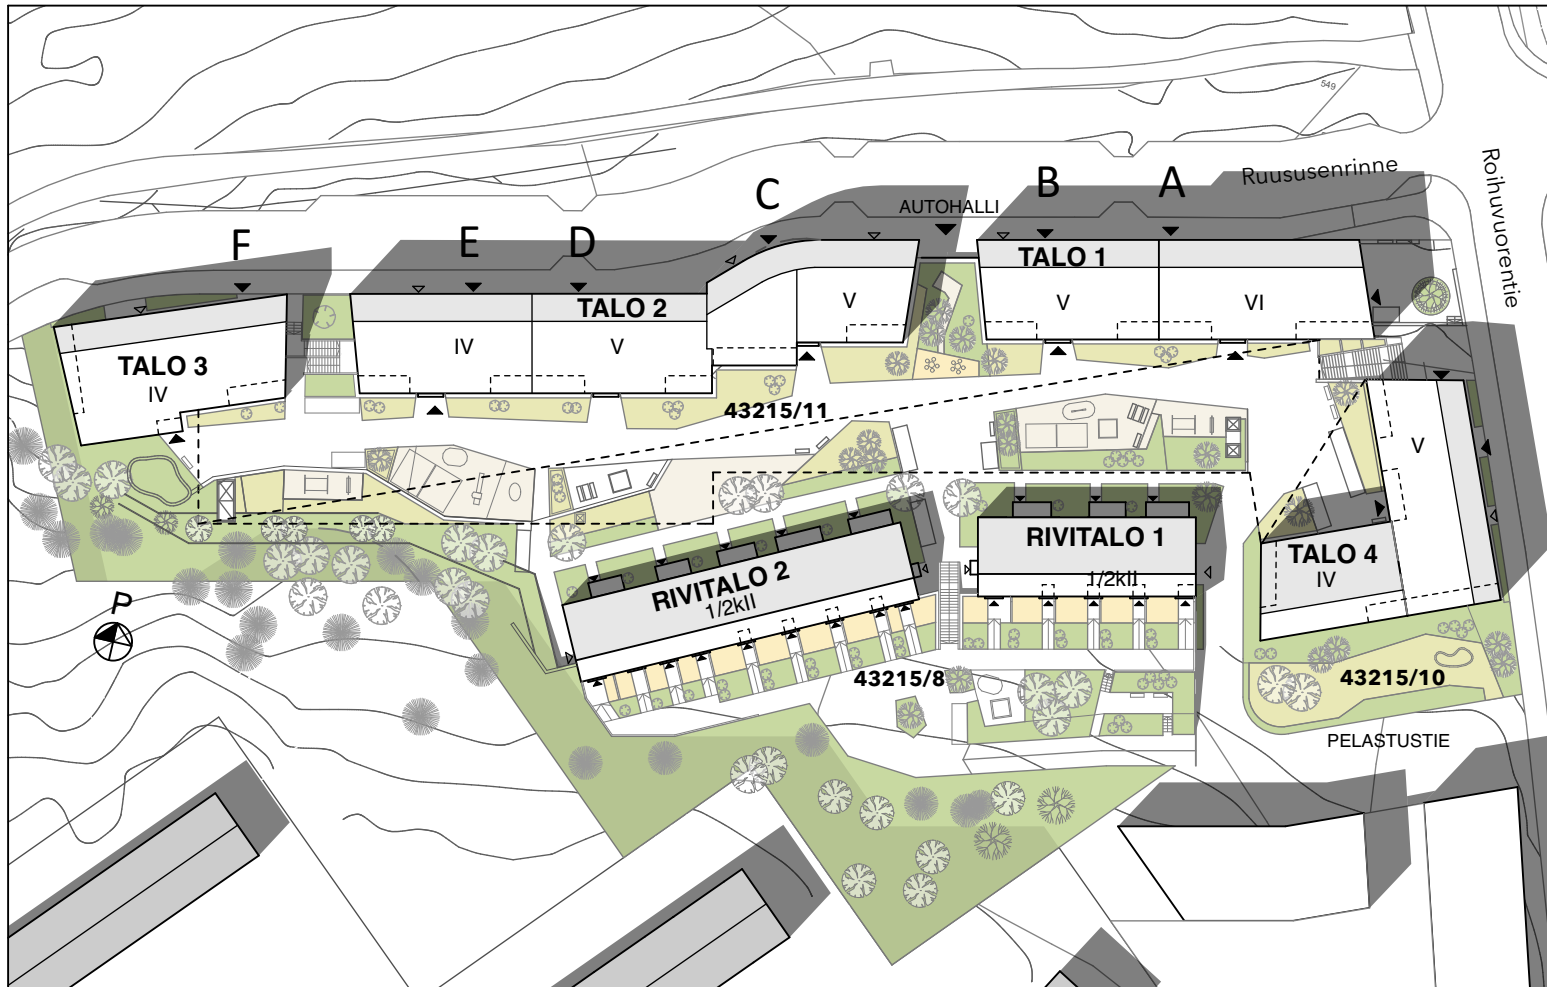 549
Ruususenrinne
Roihuvuorentie
C
B
A
AUTOHALLI
F
E
D
TALO 1
TALO 2
V
V
VI
TALO 3
IV
IV
V
43215/11
V
RIVITALO 1
1/2kII
TALO 4
IV
RIVITALO 2
1/2kII
P
43215/8
43215/10
PELASTUSTIE